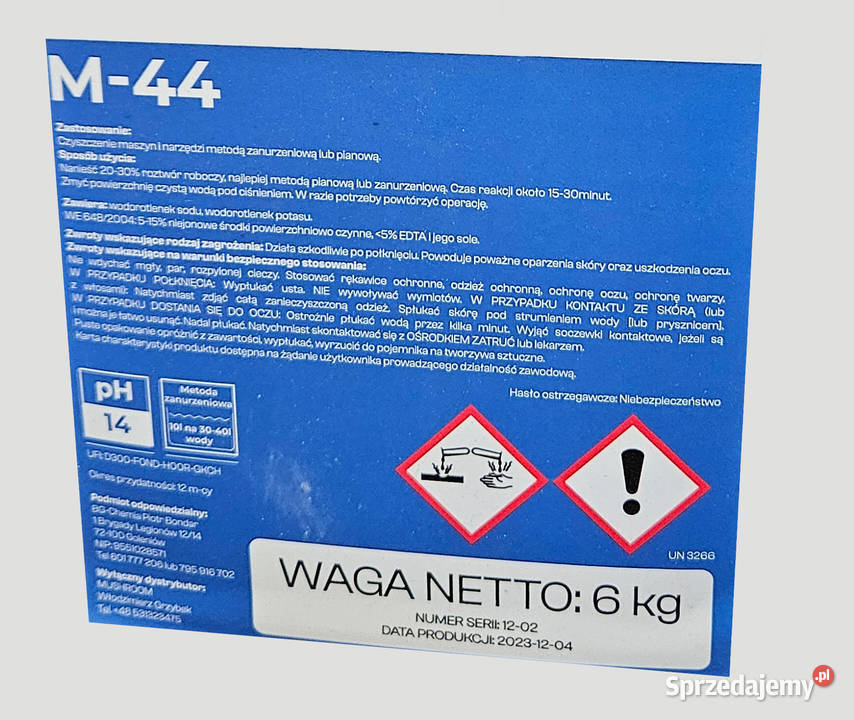 M-44
Zastosowanie:
Czyszczenie maszyn i narzędzi metodą zanurzeniową lub pianową.
Sposób użycia:
Nanieść 20-30% roztwór roboczy, najlepiej metodą pianową lub zanurzeniową. Czas reakcji około 15-30minut.
Zmyć powierzchnię czystą wodą pod ciśnieniem. W razie potrzeby powtórzyć operację.
Zawiera: wodorotlenek sodu, wodorotlenek potasu.
WE 648/2004: 5-15% niejonowe środki powierzchniowo czynne, <5% EDTA i jego sole.
Zwroty wskazujące rodzaj zagrożenia: Działa szkodliwie po połknięciu. Powoduje poważne oparzenia skóry oraz uszkodzenia oczu.
Zwroty wskazujące na warunki bezpiecznego stosowania:
Nie wdychać mgły, par, rozpylonej cieczy. Stosować rękawice ochronne, odzież ochronną, ochronę oczu, ochronę twarzy.
W PRZYPADKU POŁKNIĘCIA: Wypłukać usta. NIE wywoływać wymiotów. W PRZYPADKU KONTAKTU ZE SKÓRĄ (lub
z włosami): Natychmiast zdjąć całą zanieczyszczoną odzież. Spłukać skórę pod strumieniem wody [lub prysznicem].
W PRZYPADKU DOSTANIA SIĘ DO OCZU: Ostrożnie płukać wodą przez kilka minut. Wyjąć soczewki kontaktowe, jeżeli są
i można je łatwo usunąć. Nadal płukać. Natychmiast skontaktować się z OŚRODKIEM ZATRUĆ lub lekarzem.
Puste opakowanie opróżnić z zawartości, wypłukać, wyrzucić do pojemnika na tworzywa sztuczne.
Karta charakterystyki produktu dostępna na żądanie użytkownika prowadzącego działalność zawodową.
Hasło ostrzegawcze: Niebezpieczeństwo
pH
14
Metoda
zanurzeniowa
10l na 30-40l
wody
UFI: D300-F0ND-H00R-GKCH
Okres przydatności: 12 m-cy
Podmiot odpowiedzialny:
BG-Chemia Piotr Bondar
1 Brygady Legionów 12/14
72-100 Goleniów
NIP: 9551028571
Tel 601 777 206 lub 795 916 702
Wyłączny dystrybutor:
MUSHROOM
Włodzimierz Grzybek
Tel. +48 531323475
UN 3266
WAGA NETTO: 6 kg
NUMER SERII: 12-02
DATA PRODUKCJI: 2023-12-04
Sprzedajemy.pl